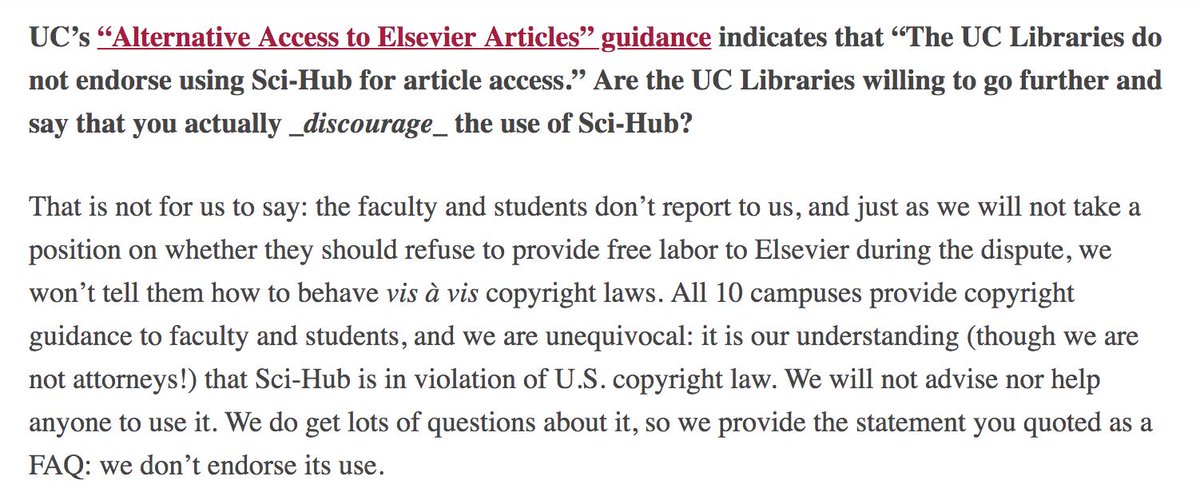 UC’s “Alternative Access to Elsevier Articles” guidance indicates that “The UC Libraries do
not endorse using Sci-Hub for article access.” Are the UC Libraries willing to go further and
say that you actually _discourage_ the use of Sci-Hub?
That is not for us to say: the faculty and students don’t report to us, and just as we will not take a
position on whether they should refuse to provide free labor to Elsevier during the dispute, we
won’t tell them how to behave vis à vis copyright laws. All 10 campuses provide copyright
guidance to faculty and students, and we are unequivocal: it is our understanding (though we are
not attorneys!) that Sci-Hub is in violation of U.S. copyright law. We will not advise nor help
anyone to use it. We do get lots of questions about it, so we provide the statement you quoted as a
FAQ: we don’t endorse its use.